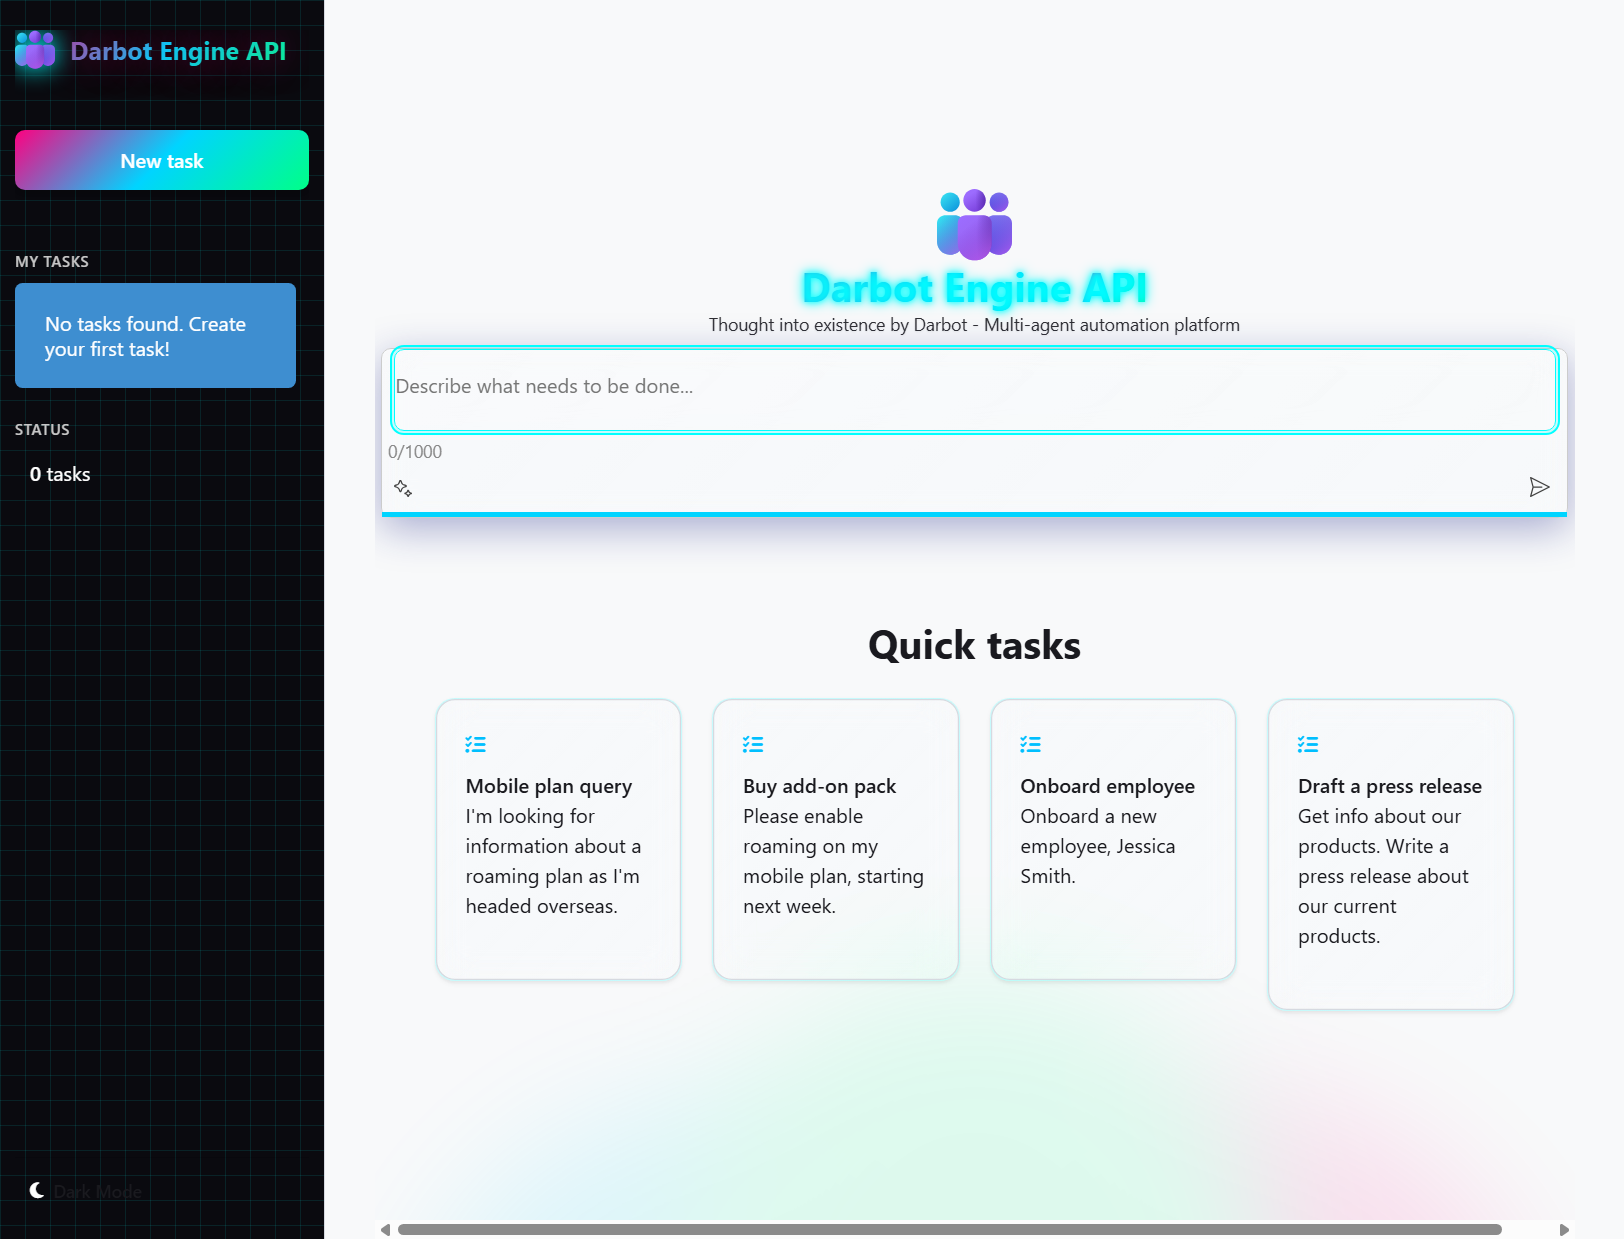 Darbot Engine API
New task
MY TASKS
No tasks found. Create
your first task!
STATUS
0 tasks
Dark Mode
Darbot Engine API
Thought into existence by Darbot - Multi-agent automation platform
Describe what needs to be done...
0/1000
Quick tasks
Mobile plan query
I'm looking for
information about a
roaming plan as I'm
headed overseas.
Buy add-on pack
Please enable
roaming on my
mobile plan, starting
next week.
Onboard employee
Onboard a new
employee, Jessica
Smith.
Draft a press release
Get info about our
products. Write a
press release about
our current
products.